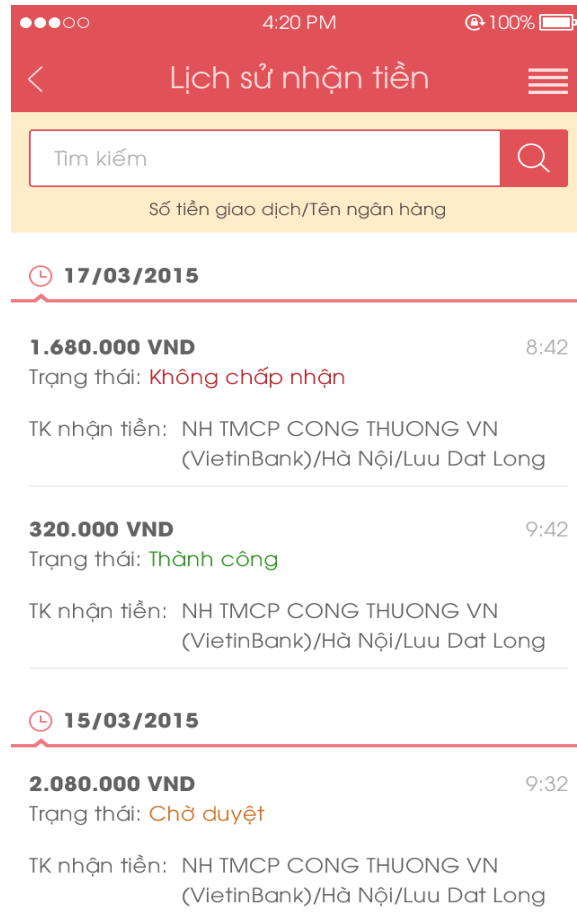 4:20 PM
100%
Lịch sử nhận tiền
Tìm kiếm
Số tiền giao dịch/Tên ngân hàng
17/03/2015
1.680.000 VND 8:42
Trạng thái: Không chấp nhận
TK nhận tiền: NH TMCP CONG THUONG VN
(VietinBank)/Hà Nội/Luu Dat Long
320.000 VND 9:42
Trạng thái: Thành công
TK nhận tiền: NH TMCP CONG THUONG VN
(VietinBank)/Hà Nội/Luu Dat Long
15/03/2015
2.080.000 VND 9:32
Trạng thái: Chờ duyệt
TK nhận tiền: NH TMCP CONG THUONG VN
(VietinBank)/Hà Nội/Luu Dat Long